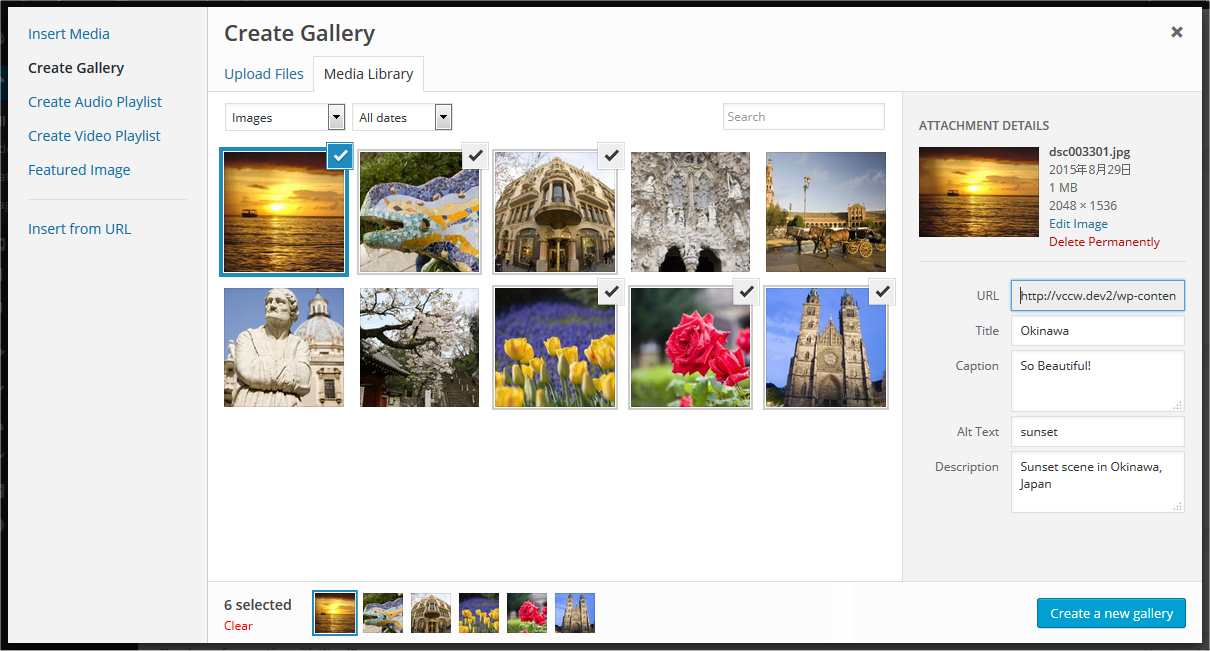 Insert Media
Create Gallery
Create Audio Playlist
Create Video Playlist
Featured Image
Insert from URL
Create Gallery
Upload Files
Media Library
Images
All dates
Search
ATTACHMENT DETAILS
dsc003301.jpg
2015年8月29日
1 MB
2048 × 1536
Edit Image
Delete Permanently
URL
http://vccw.dev2/wp-conten
Title
Okinawa
Caption
So Beautiful!
Alt Text
sunset
Description
Sunset scene in Okinawa,
Japan
6 selected
Clear
Create a new gallery